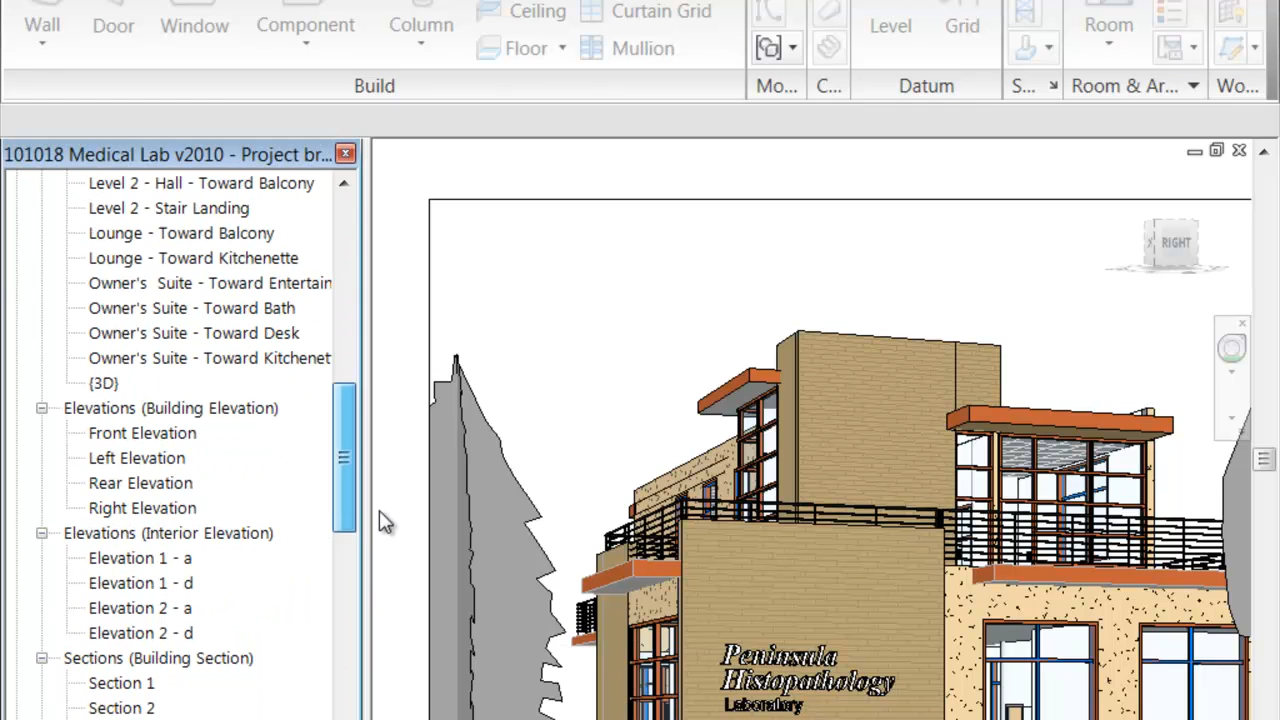 Wall Door Window Component Column Ceiling Curtain Grid Level Grid Room
Floor Mullion
Build Mo... C... Datum S... Room & Ar... Wo...
101018 Medical Lab v2010 - Project br...
Level 2 - Hall - Toward Balcony
Level 2 - Stair Landing
Lounge - Toward Balcony
Lounge - Toward Kitchenette
Owner's Suite - Toward Entertain
Owner's Suite - Toward Bath
Owner's Suite - Toward Desk
Owner's Suite - Toward Kitchenet
{3D}
Elevations (Building Elevation)
Front Elevation
Left Elevation
Rear Elevation
Right Elevation
Elevations (Interior Elevation)
Elevation 1 - a
Elevation 1 - d
Elevation 2 - a
Elevation 2 - d
Sections (Building Section)
Section 1
Section 2
RIGHT
Peninsula
Histopathology
Laboratory